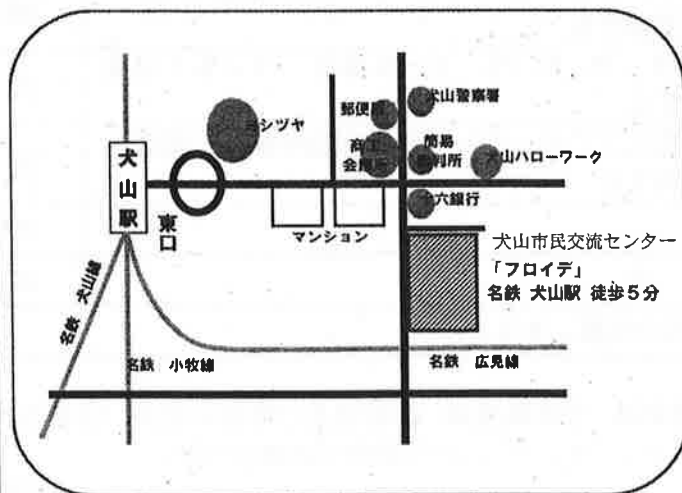 犬山警察署
郵便局
ヨシヅヤ
商工
会議所
簡易
裁判所
犬山ハローワーク
犬山駅
東口
十六銀行
マンション
犬山市民交流センター
「フロイデ」
名鉄 犬山駅 徒歩5分
名鉄 犬山線
名鉄 小牧線
名鉄 広見線